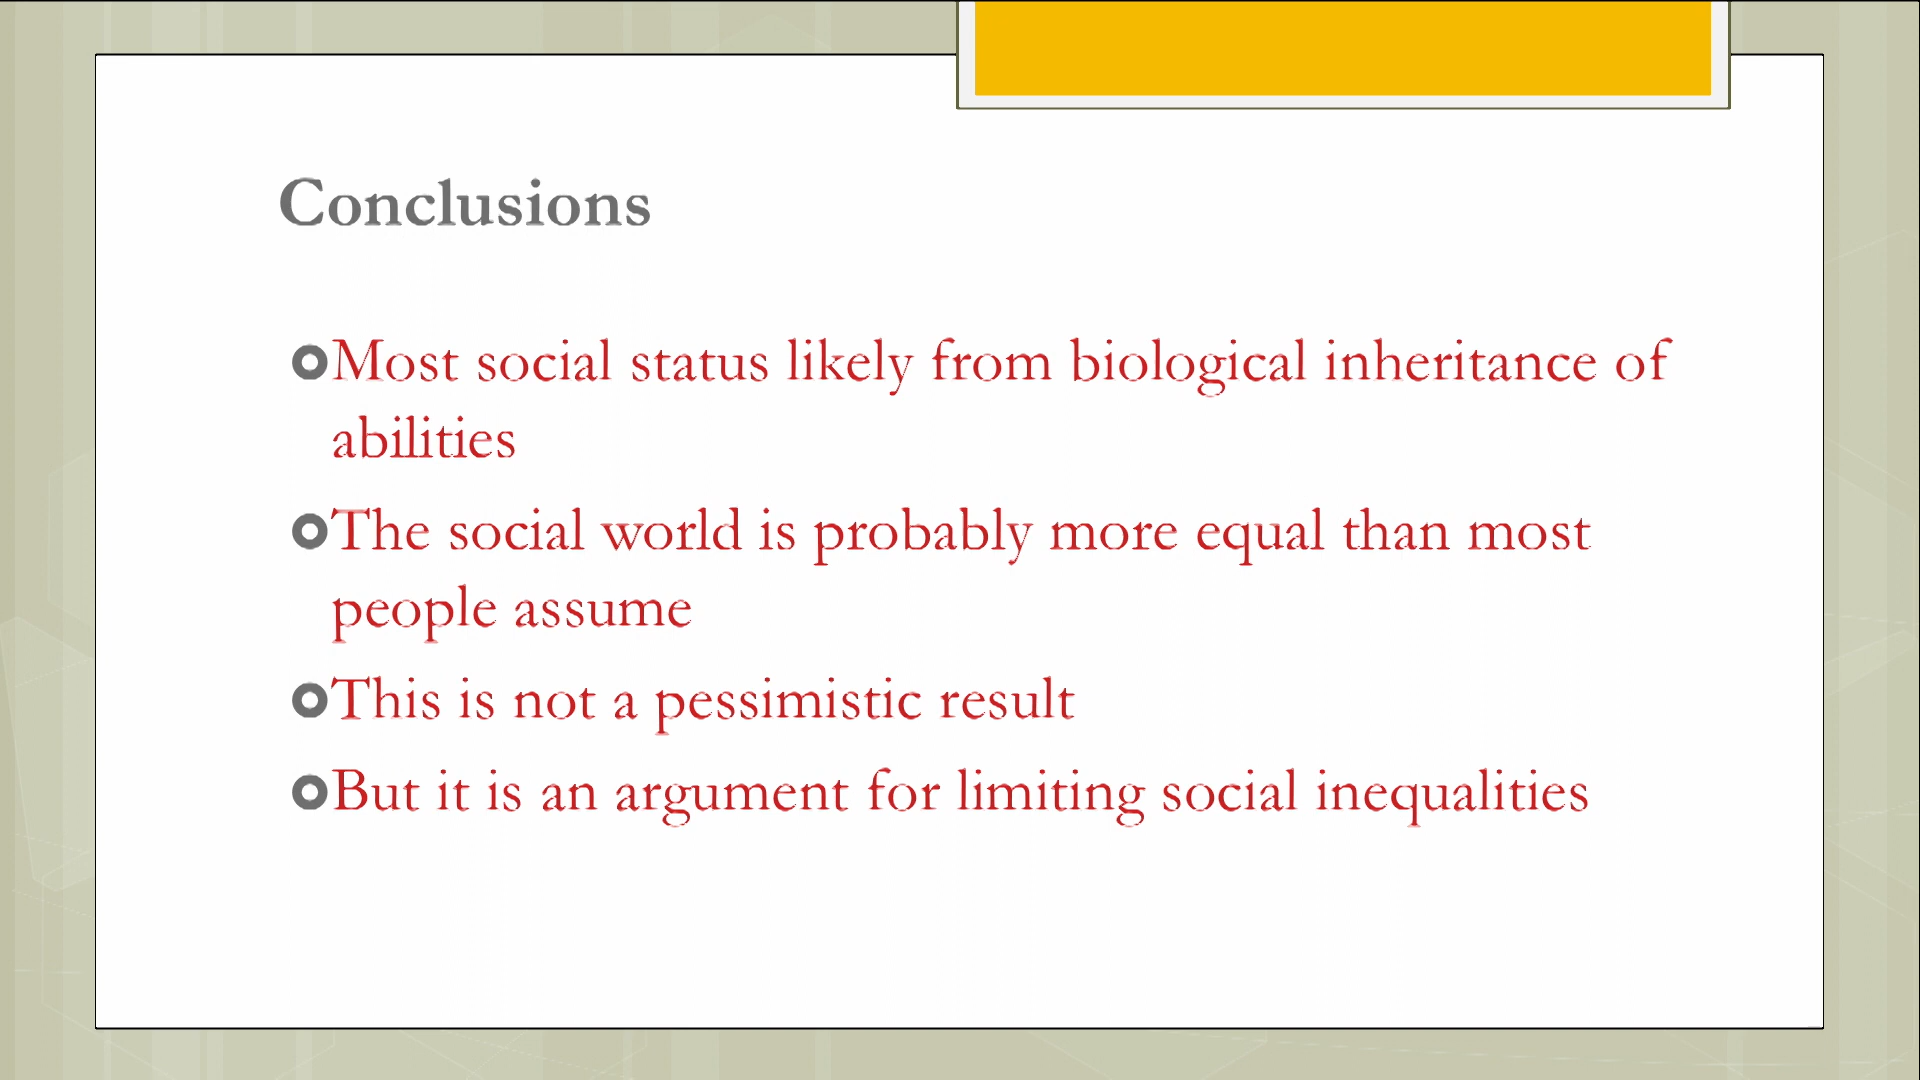 Conclusions
Most social status likely from biological inheritance of
abilities
The social world is probably more equal than most
people assume
This is not a pessimistic result
But it is an argument for limiting social inequalities